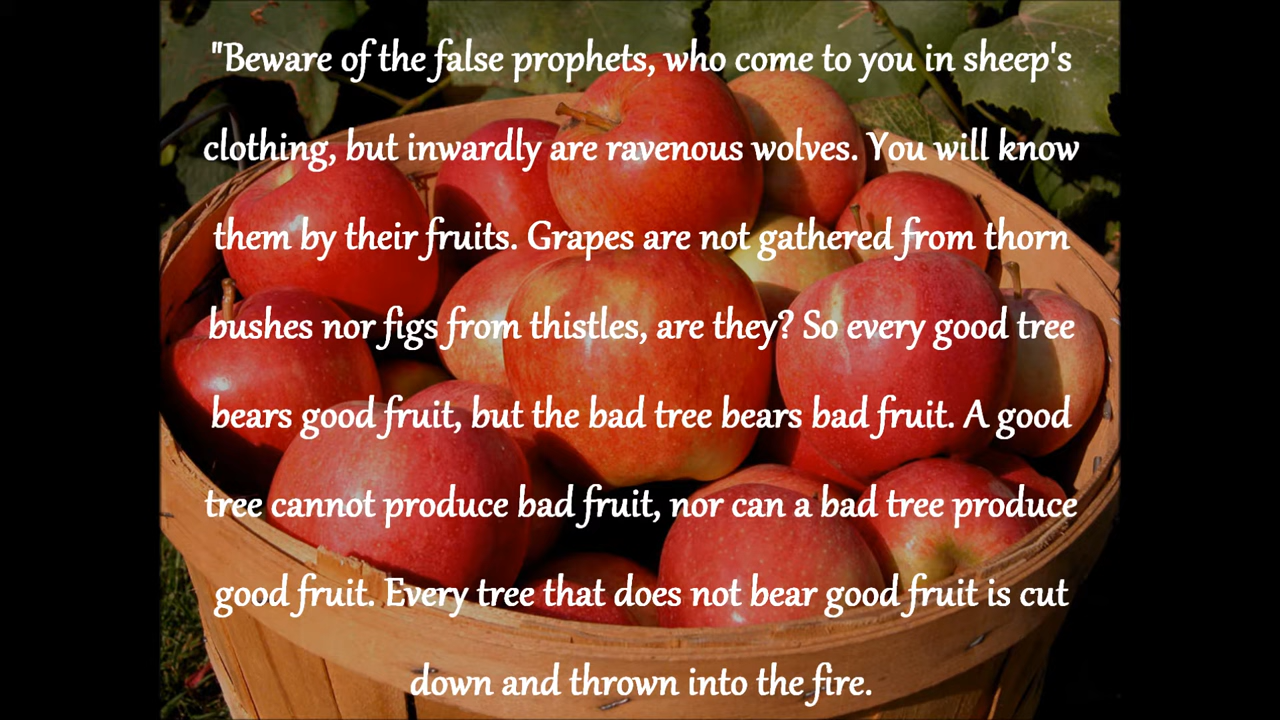 "Beware of the false prophets, who come to you in sheep's
clothing, but inwardly are ravenous wolves. You will know
them by their fruits. Grapes are not gathered from thorn
bushes nor figs from thistles, are they? So every good tree
bears good fruit, but the bad tree bears bad fruit. A good
tree cannot produce bad fruit, nor can a bad tree produce
good fruit. Every tree that does not bear good fruit is cut
down and thrown into the fire.